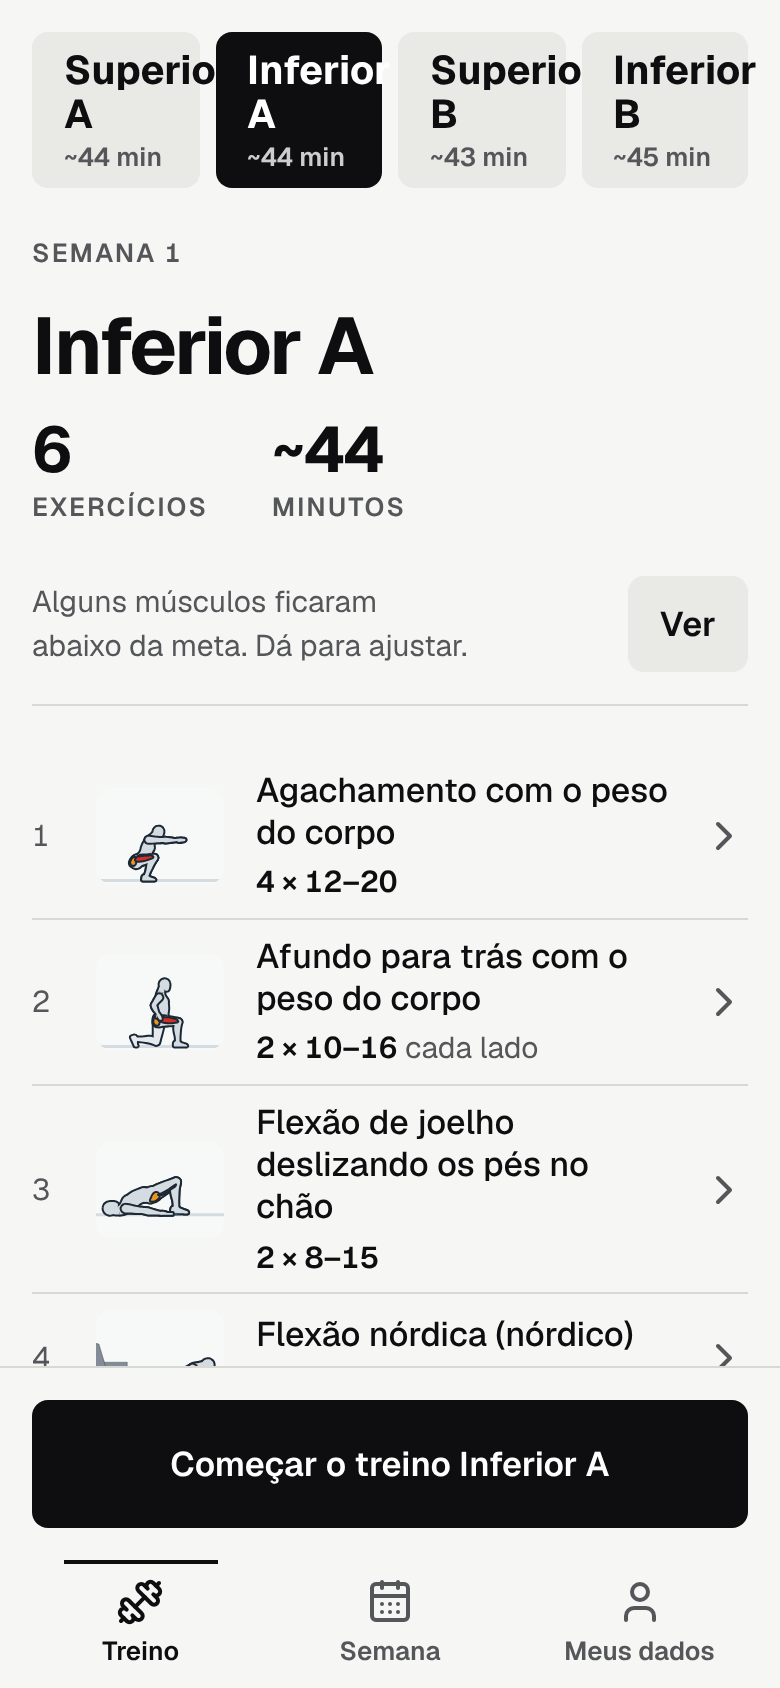 Superio
A
~44 min
Inferior
A
~44 min
Superio
B
~43 min
Inferior
B
~45 min
SEMANA 1
Inferior A
6
EXERCÍCIOS
~44
MINUTOS
Alguns músculos ficaram
abaixo da meta. Dá para ajustar.
Ver
1
Agachamento com o peso
do corpo
4 × 12–20
2
Afundo para trás com o
peso do corpo
2 × 10–16 cada lado
3
Flexão de joelho
deslizando os pés no
chão
2 × 8–15
4
Flexão nórdica (nórdico)
Começar o treino Inferior A
Treino
Semana
Meus dados